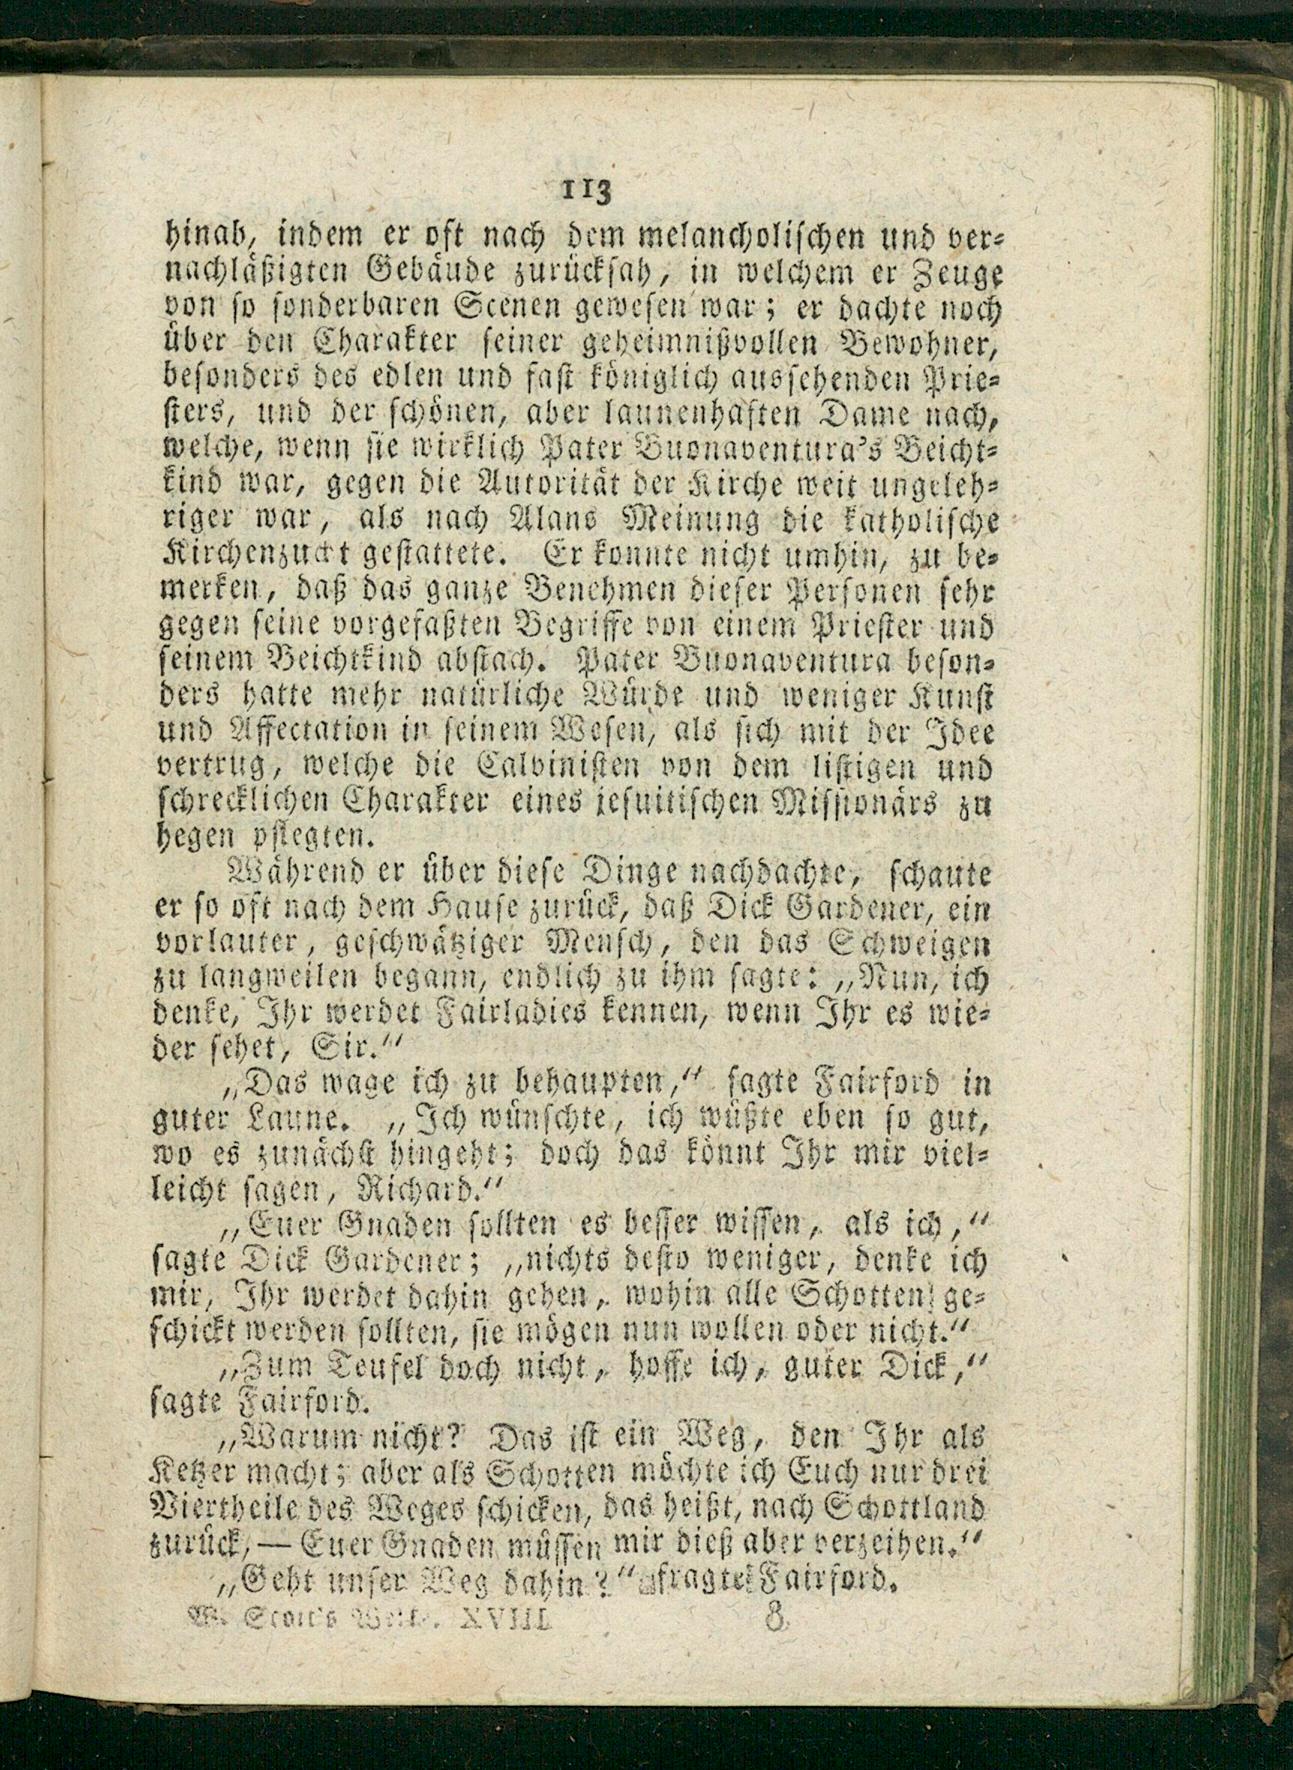 113
hinab, indem er oft nach dem melancholischen und ver-
nachläßigten Gebäude zurücksah, in welchem er Zeuge
von so sonderbaren Scenen gewesen war; er dachte noch
über den Charakter seiner geheimnißvollen Bewohner,
besonders des edlen und fast königlich aussehenden Prie-
sters, und der schönen, aber launenhaften Dame nach,
welche, wenn sie wirklich Pater Buonaventura's Beicht-
kind war, gegen die Autorität der Kirche weit ungeleh-
riger war, als nach Alans Meinung die katholische
Kirchenzucht gestattete. Er konnte nicht umhin, zu be-
merken, daß das ganze Benehmen dieser Personen sehr
gegen seine vorgefaßten Begriffe von einem Priester und
seinem Beichtkind abstach. Pater Buonaventura beson-
ders hatte mehr natürliche Würde und weniger Kunst
und Affectation in seinem Wesen, als sich mit der Idee
vertrug, welche die Calvinisten von dem listigen und
schrecklichen Charakter eines jesuitischen Missionärs zu
hegen pflegten.
Während er über diese Dinge nachdachte, schaute
er so oft nach dem Hause zurück, daß Dick Gardener, ein
vorlauter, geschwätziger Mensch, den das Schweigen
zu langweilen begann, endlich zu ihm sagte: „Nun, ich
denke, Ihr werdet Fairladies kennen, wenn Ihr es wie-
der sehet, Sir.“
„Das wage ich zu behaupten,“ sagte Fairford in
guter Laune. „Ich wünschte, ich wüßte eben so gut,
wo es zunächst hingeht; doch das könnt Ihr mir viel-
leicht sagen, Richard.“
„Euer Gnaden sollten es besser wissen, als ich,“
sagte Dick Gardener; „nichts desto weniger, denke ich
mir, Ihr werdet dahin gehen, wohin alle Schotten ge-
schickt werden sollten, sie mögen nun wollen oder nicht.“
„Zum Teufel doch nicht, hoffe ich, guter Dick,“
sagte Fairford.
„Warum nicht? Das ist ein Weg, den Ihr als
Ketzer macht; aber als Schotten möchte ich Euch nur drei
Viertheile des Weges schicken, das heißt, nach Schottland
zurück, — Euer Gnaden müssen mir dieß aber verzeihen.“
„Geht unser Weg dahin?“ fragte Fairford.
W. Scott's Werke. XVIII. 8